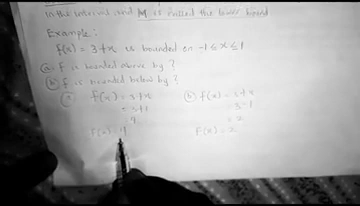 in the interval and M is called the lower bound
Example:
f(x) = 3+x is bounded on -1 ≤ x ≤ 1
(a) f is bounded above by ?
(b) f is bounded below by ?
(a) f(x) = 3+x
= 3+1
= 4
f(x) 4
(b) f(x) = 3+x
3-1
= 2
f(x) = 2